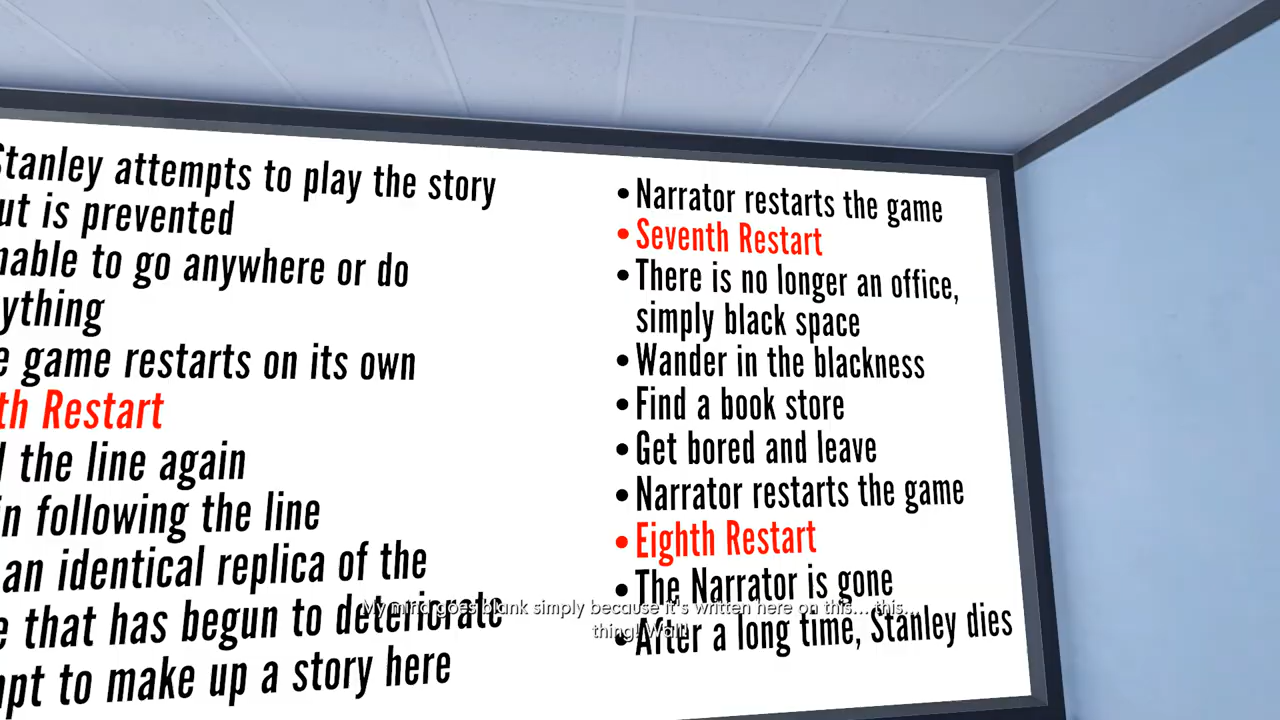 Stanley attempts to play the story
ut is prevented
nable to go anywhere or do
ything
e game restarts on its own
th Restart
the line again
in following the line
an identical replica of the
e that has begun to deteriorate
pt to make up a story here
•Narrator restarts the game
•Seventh Restart
•There is no longer an office,
simply black space
•Wander in the blackness
•Find a book store
•Get bored and leave
•Narrator restarts the game
•Eighth Restart
•The Narrator is gone
•After a long time, Stanley dies
My mind goes blank simply because it's written here on this... this...
thing! Wall!